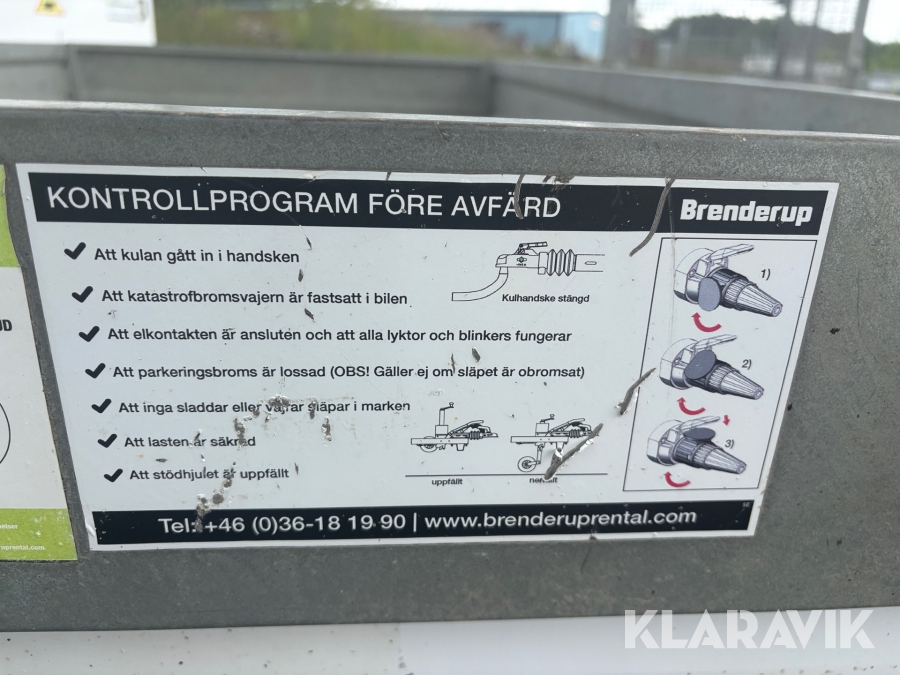 KONTROLLPROGRAM FÖRE AVFÄRD
Brenderup
Att kulan gått in i handsken
Att katastrofbromsvajern är fastsatt i bilen
Kulhandske stängd
Att elkontakten är ansluten och att alla lyktor och blinkers fungerar
Att parkeringsbroms är lossad (OBS! Gäller ej om släpet är obromsat)
Att inga sladdar eller vajrar släpar i marken
Att lasten är säkrad
Att stödhjulet är uppfällt
uppfällt
1)
2)
3)
Tel: +46 (0)36-18 19 90 | www.brenderuprental.com
KLARAVIK